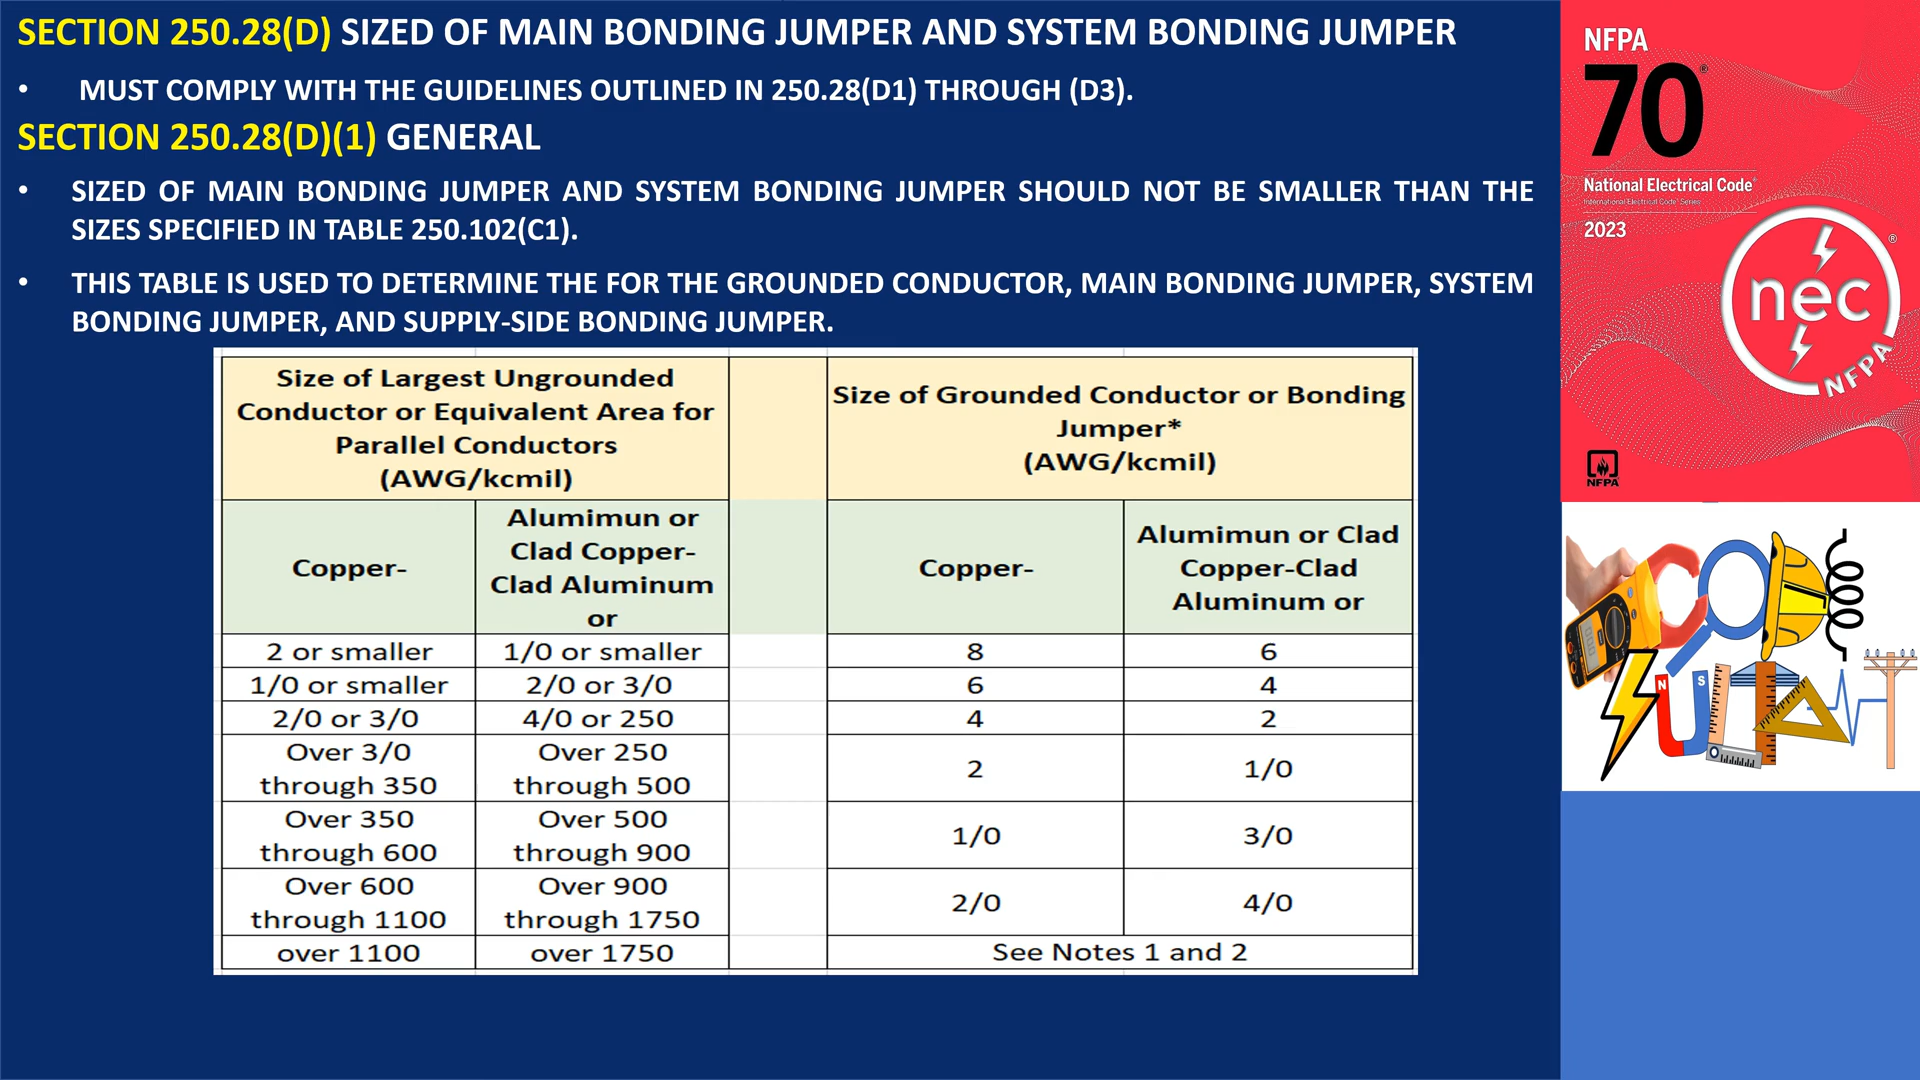 SECTION 250.28(D) SIZED OF MAIN BONDING JUMPER AND SYSTEM BONDING JUMPER
• MUST COMPLY WITH THE GUIDELINES OUTLINED IN 250.28(D1) THROUGH (D3).
SECTION 250.28(D)(1) GENERAL
• SIZED OF MAIN BONDING JUMPER AND SYSTEM BONDING JUMPER SHOULD NOT BE SMALLER THAN THE
SIZES SPECIFIED IN TABLE 250.102(C1).
• THIS TABLE IS USED TO DETERMINE THE FOR THE GROUNDED CONDUCTOR, MAIN BONDING JUMPER, SYSTEM
BONDING JUMPER, AND SUPPLY-SIDE BONDING JUMPER.
Size of Largest Ungrounded
Conductor or Equivalent Area for
Parallel Conductors
(AWG/kcmil)
Size of Grounded Conductor or Bonding
Jumper*
(AWG/kcmil)
Copper-
Alumimun or
Clad Copper-
Clad Aluminum
or
Copper-
Alumimun or Clad
Copper-Clad
Aluminum or
2 or smaller 1/0 or smaller 8 6
1/0 or smaller 2/0 or 3/0 6 4
2/0 or 3/0 4/0 or 250 4 2
Over 3/0
through 350
Over 250
through 500
2 1/0
Over 350
through 600
Over 500
through 900
1/0 3/0
Over 600
through 1100
Over 900
through 1750
2/0 4/0
over 1100 over 1750 See Notes 1 and 2
NFPA
70®
National Electrical Code®
International Electrical Code® Series
2023
nec®
NFPA
NFPA
N S